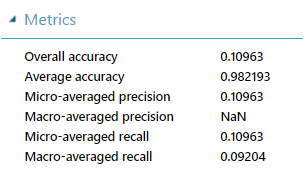 Metrics
Overall accuracy 0.10963
Average accuracy 0.982193
Micro-averaged precision 0.10963
Macro-averaged precision NaN
Micro-averaged recall 0.10963
Macro-averaged recall 0.09204